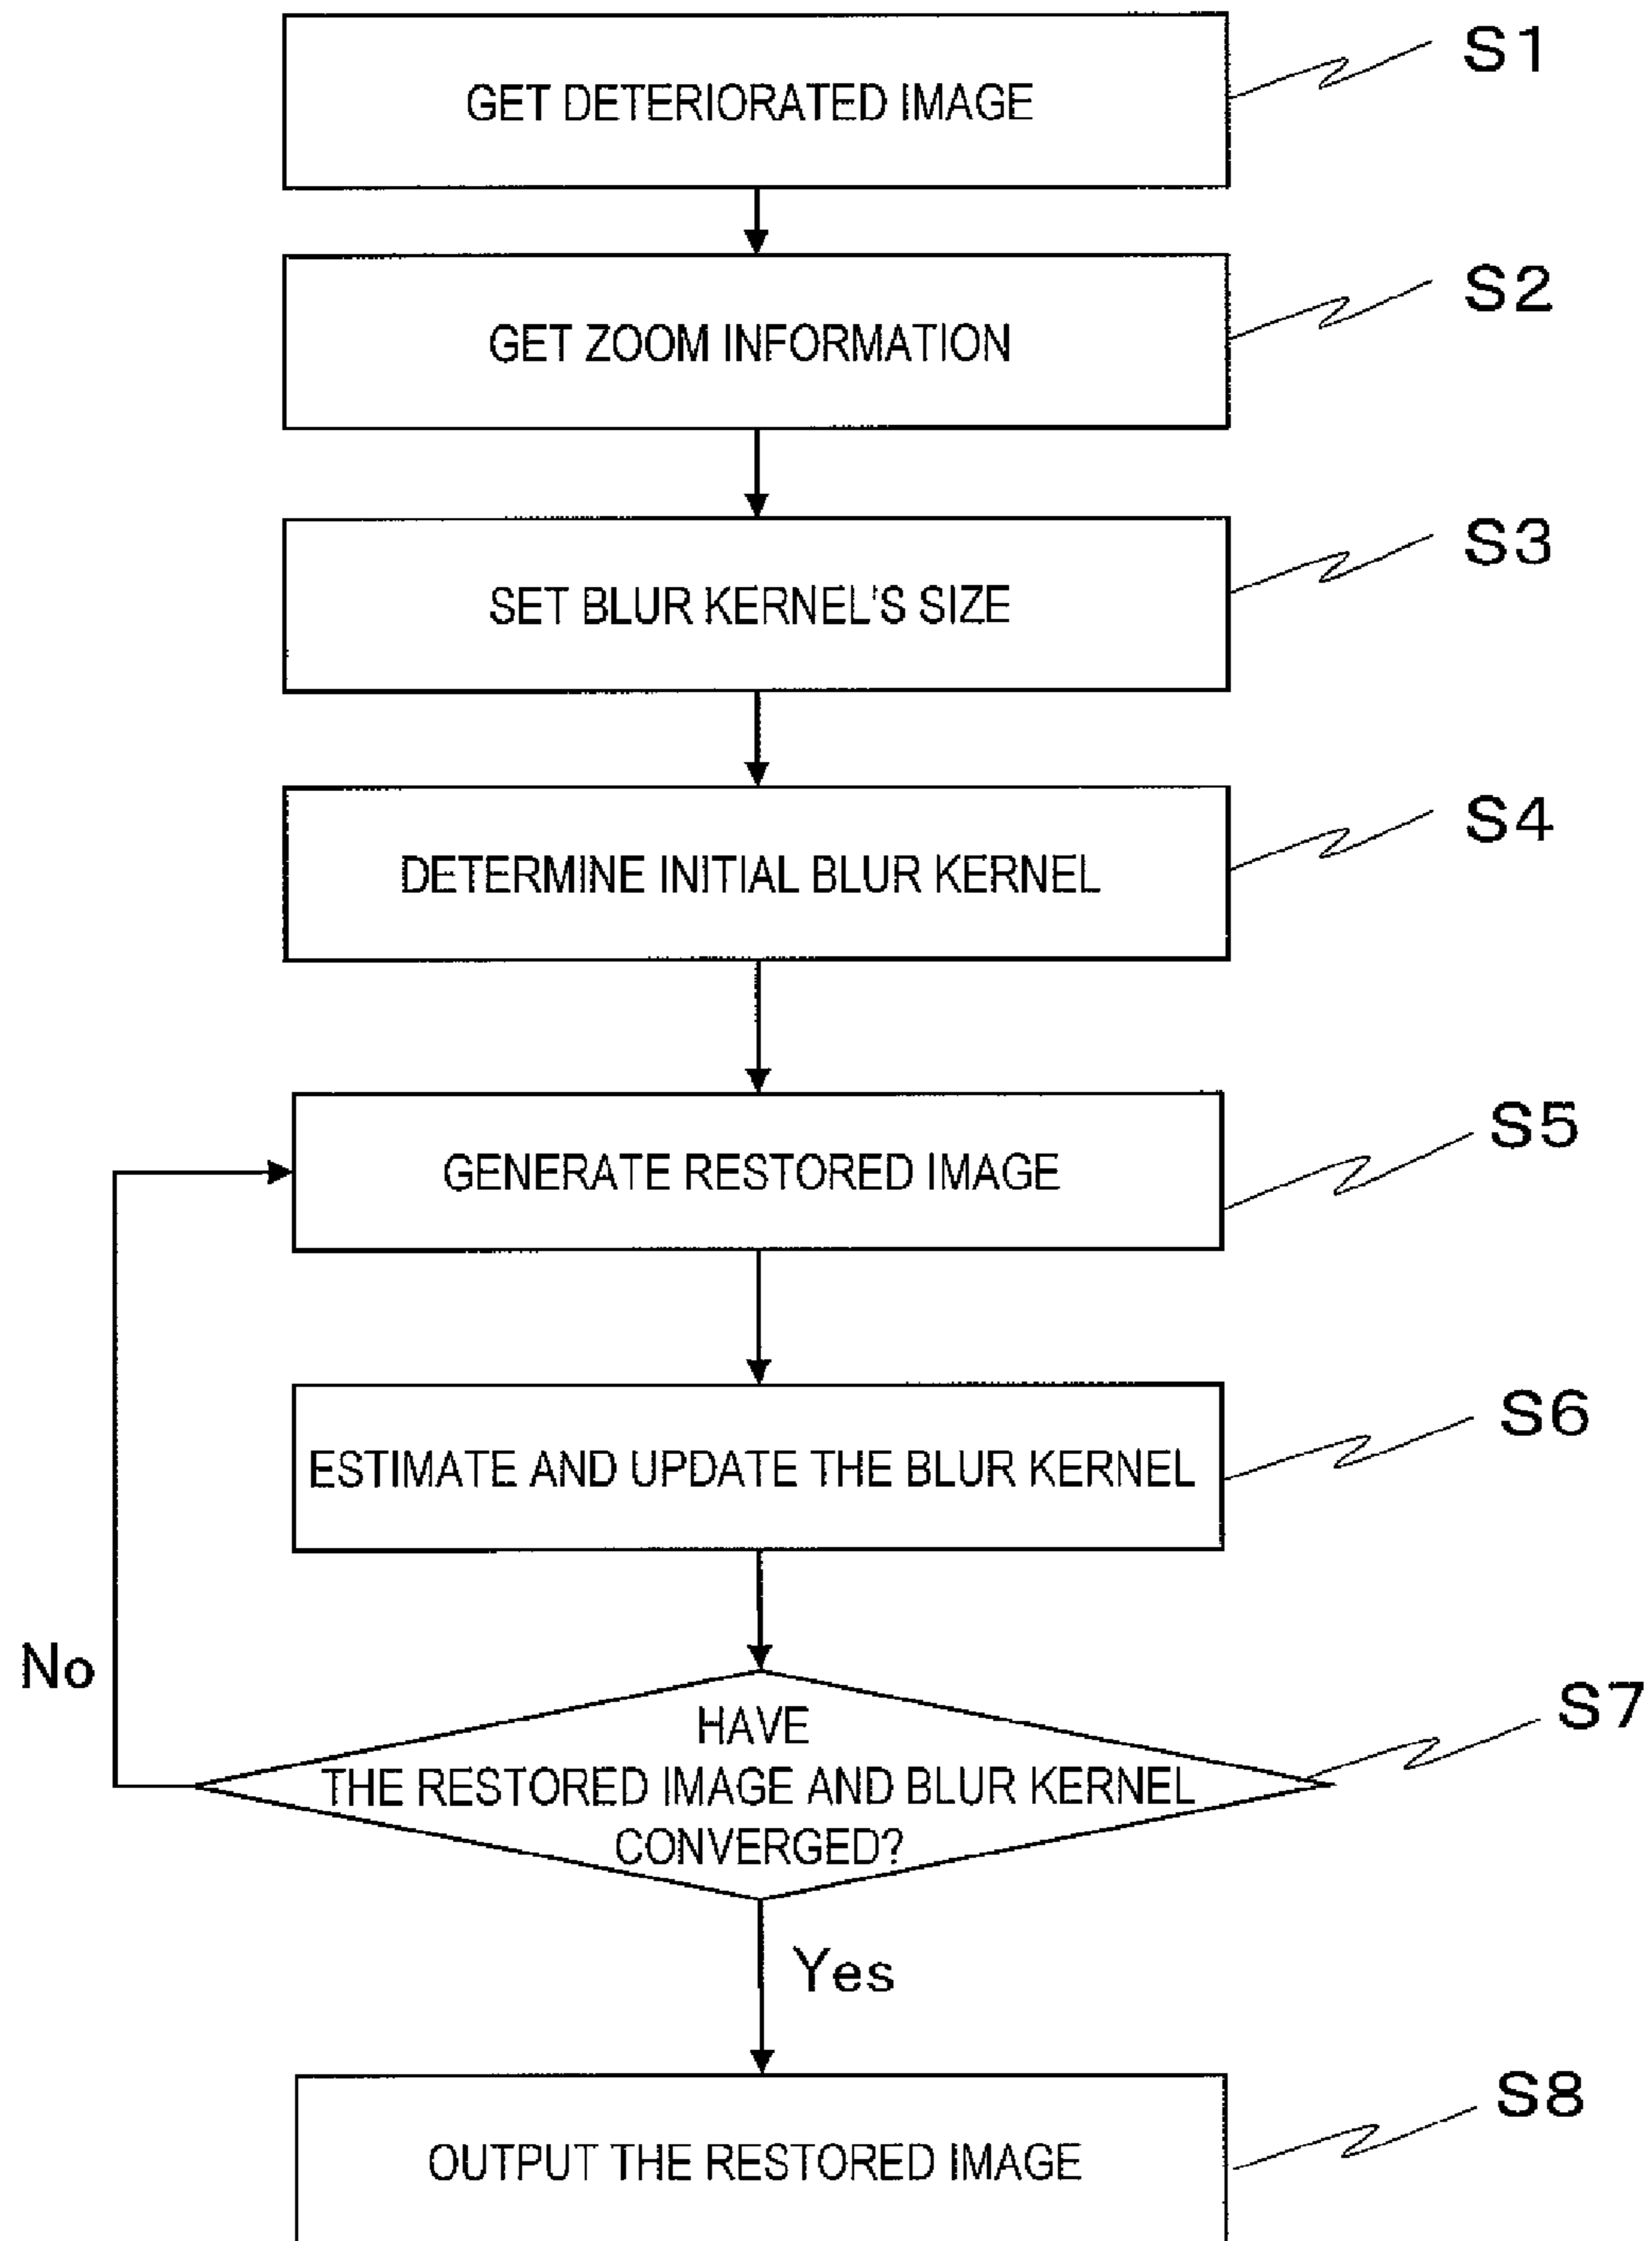 GET DETERIORATED IMAGE
S1
GET ZOOM INFORMATION
S2
SET BLUR KERNEL'S SIZE
S3
DETERMINE INITIAL BLUR KERNEL
S4
GENERATE RESTORED IMAGE
S5
ESTIMATE AND UPDATE THE BLUR KERNEL
S6
No
HAVE
THE RESTORED IMAGE AND BLUR KERNEL
CONVERGED?
S7
Yes
OUTPUT THE RESTORED IMAGE
S8